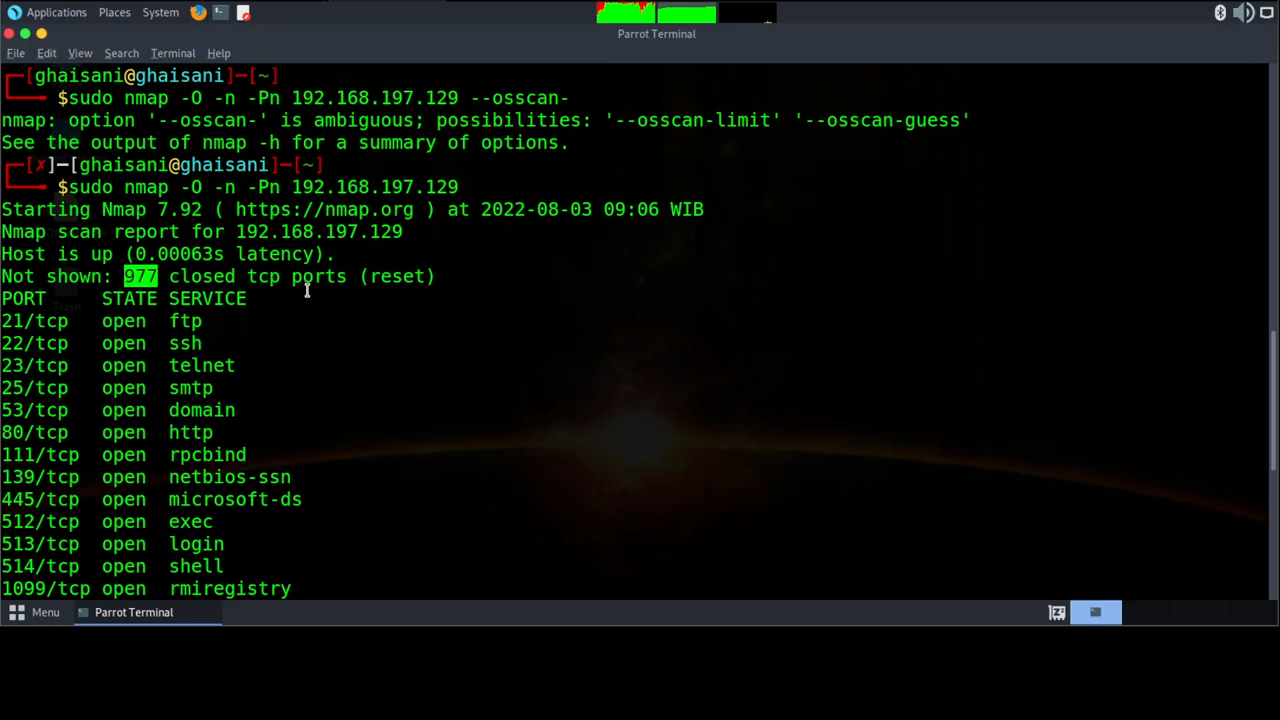 Applications Places System
Parrot Terminal
File Edit View Search Terminal Help
┌─[ghaisani@ghaisani]─[~]
└──╼ $sudo nmap -O -n -Pn 192.168.197.129 --osscan-
nmap: option '--osscan-' is ambiguous; possibilities: '--osscan-limit' '--osscan-guess'
See the output of nmap -h for a summary of options.
┌─[✗]─[ghaisani@ghaisani]─[~]
└──╼ $sudo nmap -O -n -Pn 192.168.197.129
Starting Nmap 7.92 ( https://nmap.org ) at 2022-08-03 09:06 WIB
Nmap scan report for 192.168.197.129
Host is up (0.00063s latency).
Not shown: 977 closed tcp ports (reset)
PORT STATE SERVICE
21/tcp open ftp
22/tcp open ssh
23/tcp open telnet
25/tcp open smtp
53/tcp open domain
80/tcp open http
111/tcp open rpcbind
139/tcp open netbios-ssn
445/tcp open microsoft-ds
512/tcp open exec
513/tcp open login
514/tcp open shell
1099/tcp open rmiregistry
Trash
Menu Parrot Terminal